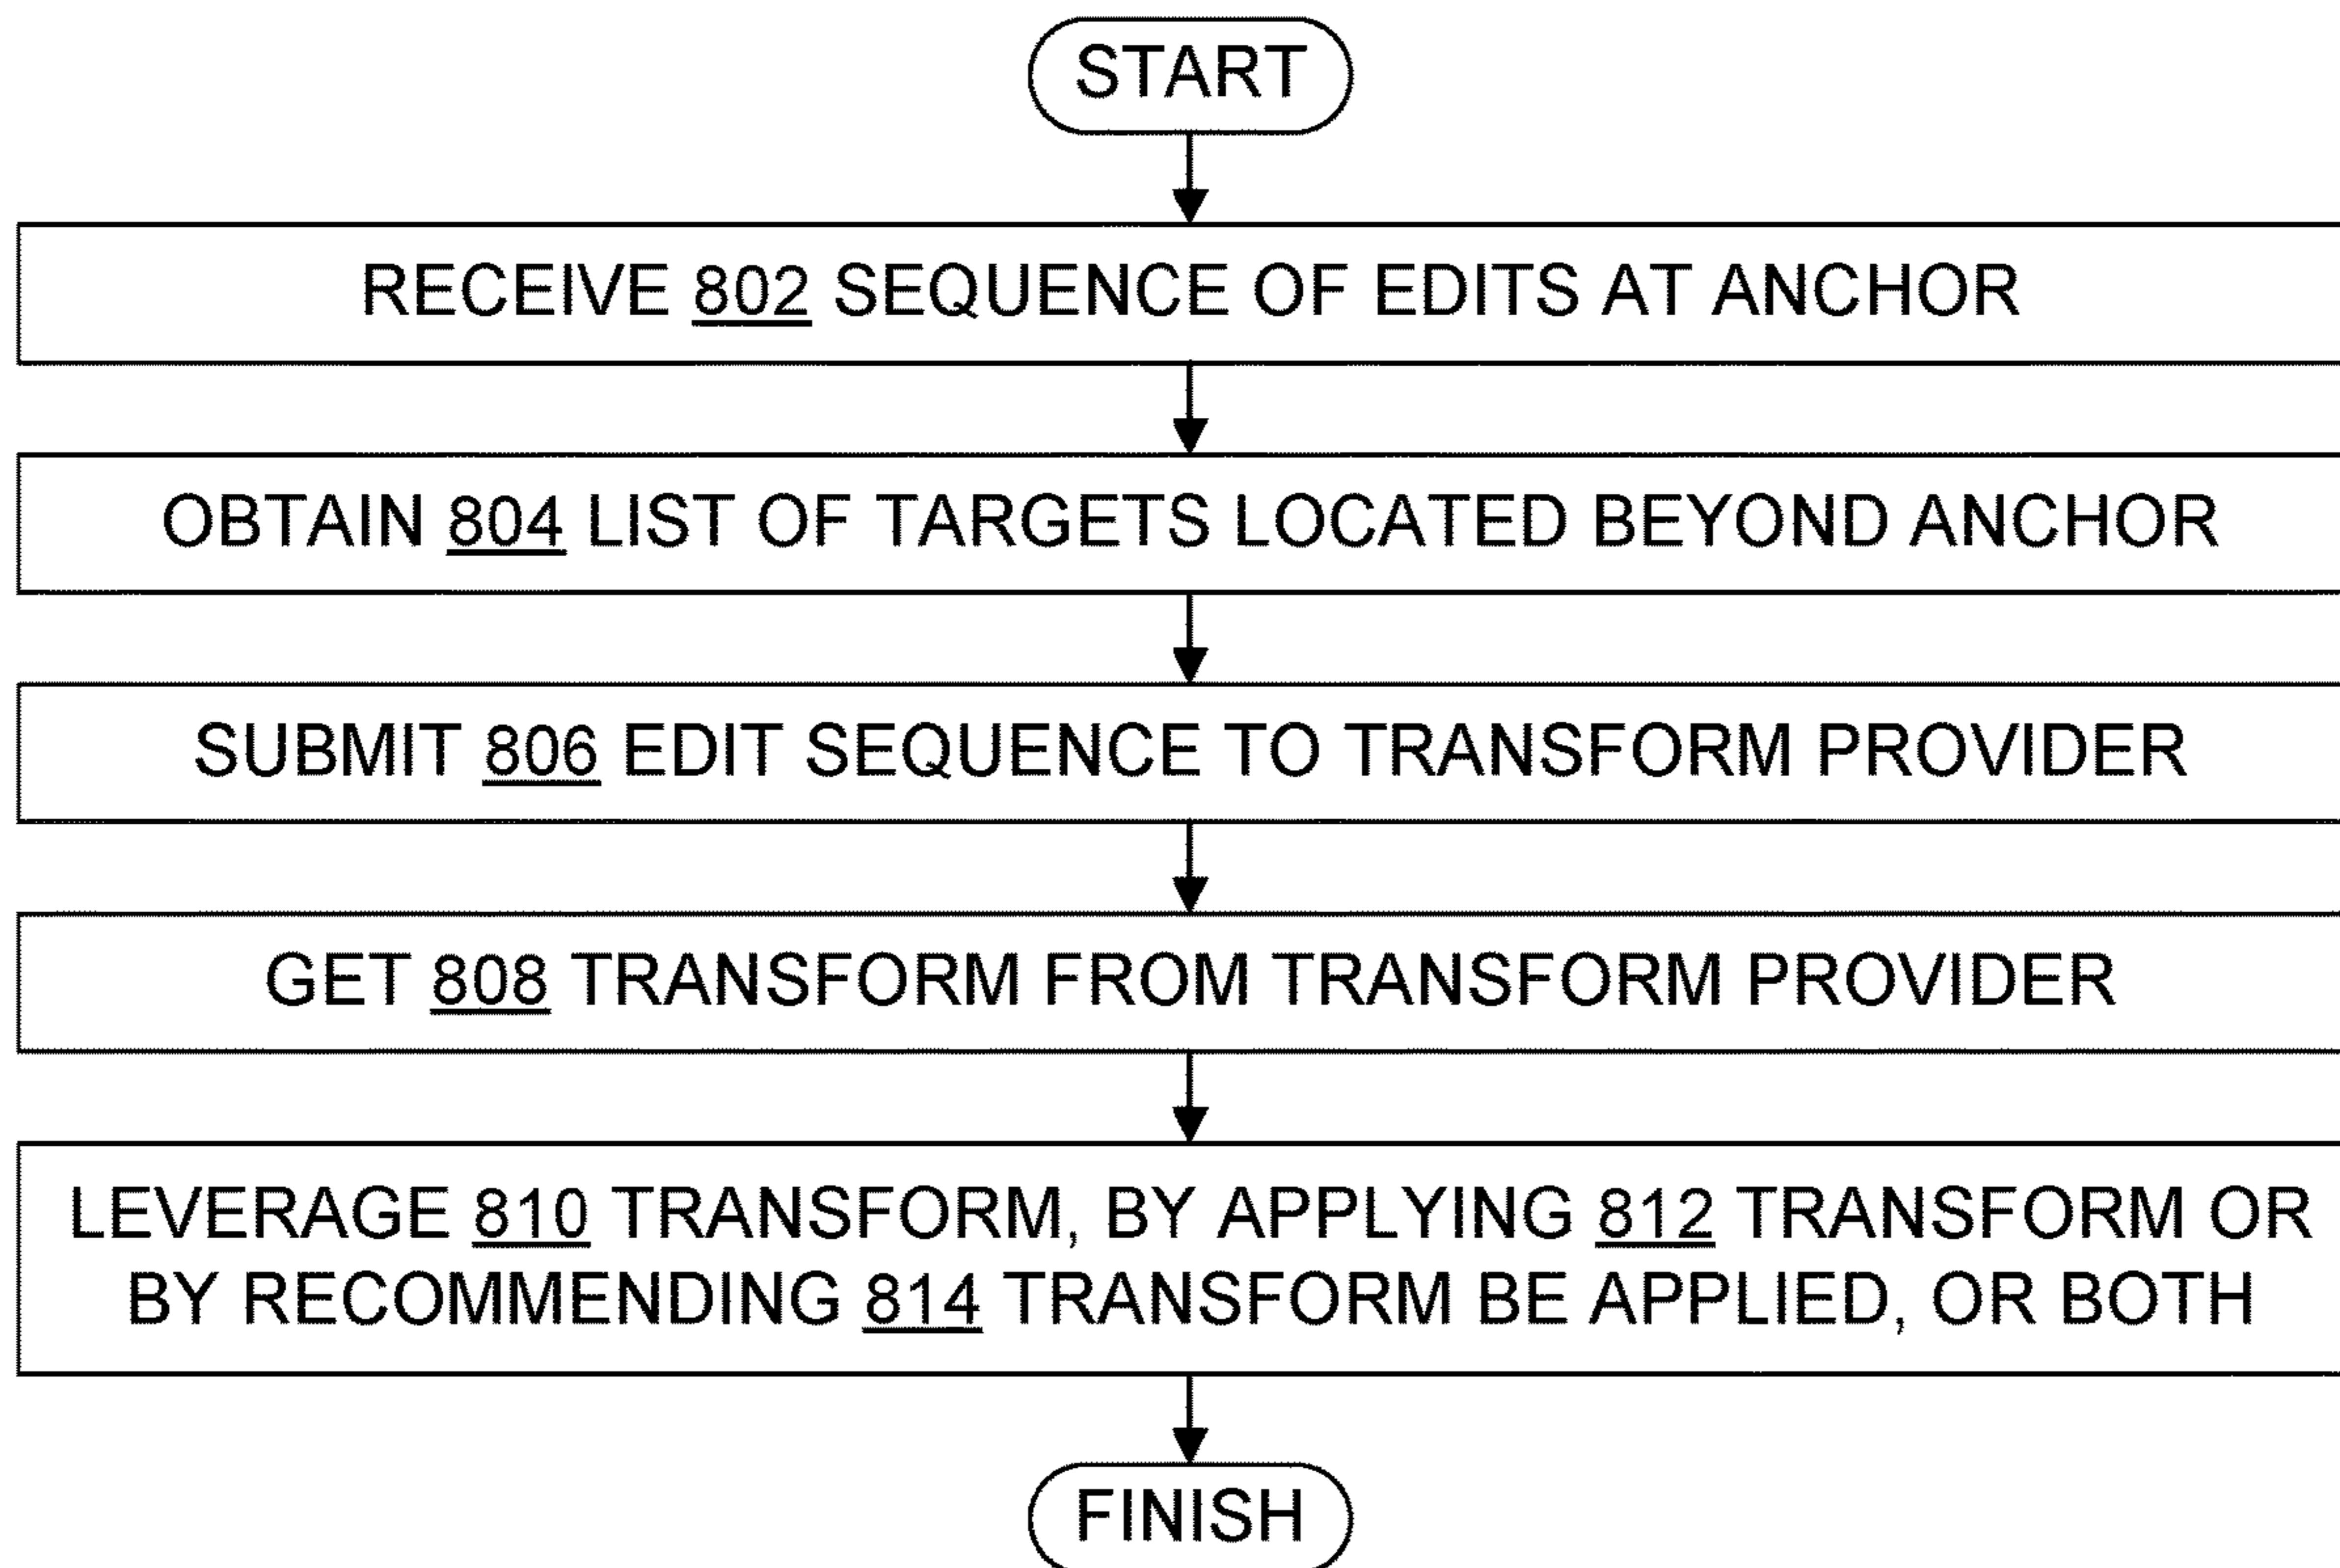 START
RECEIVE 802 SEQUENCE OF EDITS AT ANCHOR
OBTAIN 804 LIST OF TARGETS LOCATED BEYOND ANCHOR
SUBMIT 806 EDIT SEQUENCE TO TRANSFORM PROVIDER
GET 808 TRANSFORM FROM TRANSFORM PROVIDER
LEVERAGE 810 TRANSFORM, BY APPLYING 812 TRANSFORM OR
BY RECOMMENDING 814 TRANSFORM BE APPLIED, OR BOTH
FINISH